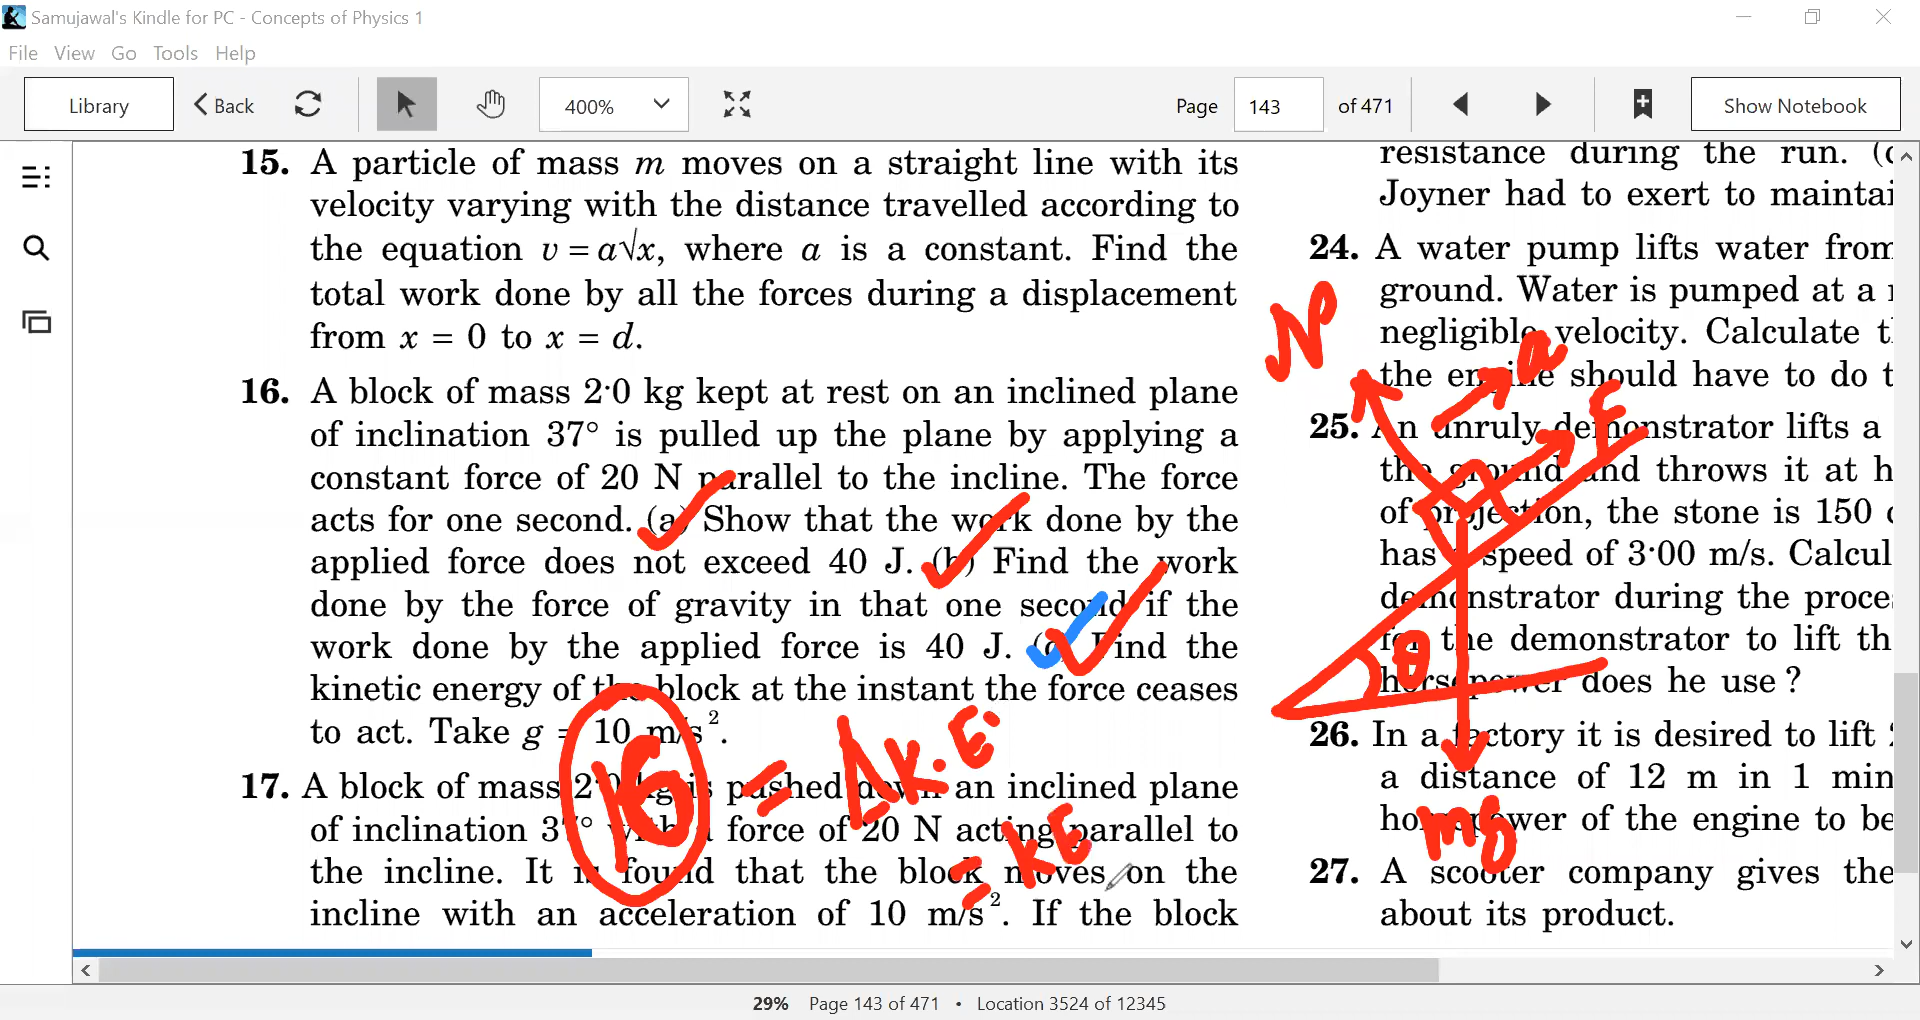 Samujawal's Kindle for PC - Concepts of Physics 1
File View Go Tools Help
Library
Back
400%
Page 143 of 471
Show Notebook
15. A particle of mass m moves on a straight line with its
velocity varying with the distance travelled according to
the equation v = a√x, where a is a constant. Find the
total work done by all the forces during a displacement
from x = 0 to x = d.
16. A block of mass 2·0 kg kept at rest on an inclined plane
of inclination 37° is pulled up the plane by applying a
constant force of 20 N parallel to the incline. The force
acts for one second. (a) Show that the work done by the
applied force does not exceed 40 J. (b) Find the work
done by the force of gravity in that one second if the
work done by the applied force is 40 J. (c) Find the
kinetic energy of the block at the instant the force ceases
to act. Take g = 10 m/s².
17. A block of mass 2·0 kg is pushed down an inclined plane
of inclination 37° with a force of 20 N acting parallel to
the incline. It is found that the block moves on the
incline with an acceleration of 10 m/s². If the block
16 = ΔK.E.
= KE
resistance during the run. (
Joyner had to exert to maintai
24. A water pump lifts water from
ground. Water is pumped at a
negligible velocity. Calculate t
the engine should have to do t
25. An unruly demonstrator lifts a
the ground and throws it at h
of projection, the stone is 150
has a speed of 3·00 m/s. Calcul
demonstrator during the proce
for the demonstrator to lift th
horsepower does he use ?
26. In a factory it is desired to lift
a distance of 12 m in 1 min
horsepower of the engine to be
27. A scooter company gives the
about its product.
N
a
F
θ
mg
29% Page 143 of 471 • Location 3524 of 12345